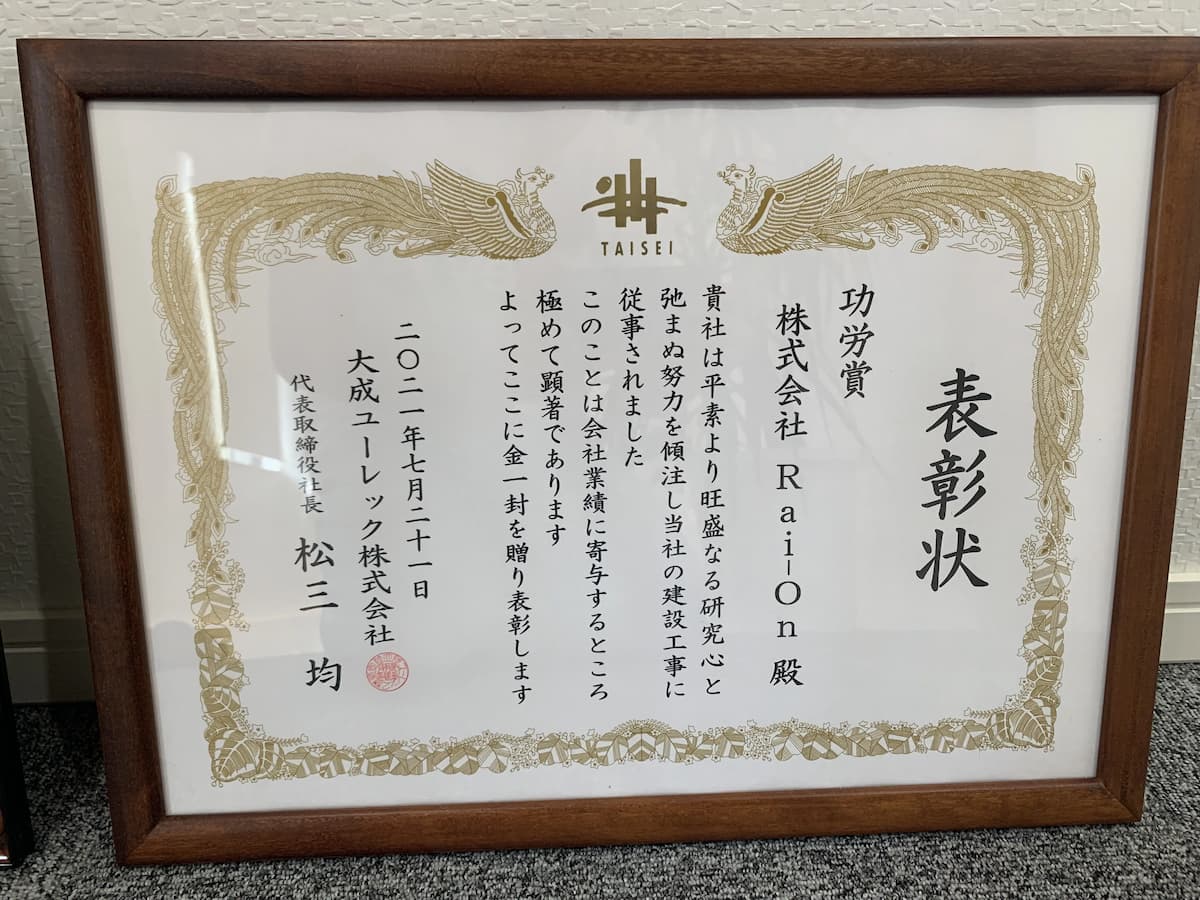 TAISEI
表彰状
功労賞
株式会社 Rai-On 殿
貴社は平素より旺盛なる研究心と
弛まぬ努力を傾注し当社の建設工事に
従事されました
このことは会社業績に寄与するところ
極めて顕著であります
よってここに金一封を贈り表彰します
二〇二一年七月二十一日
大成ユーレック株式会社
代表取締役社長 松三 均